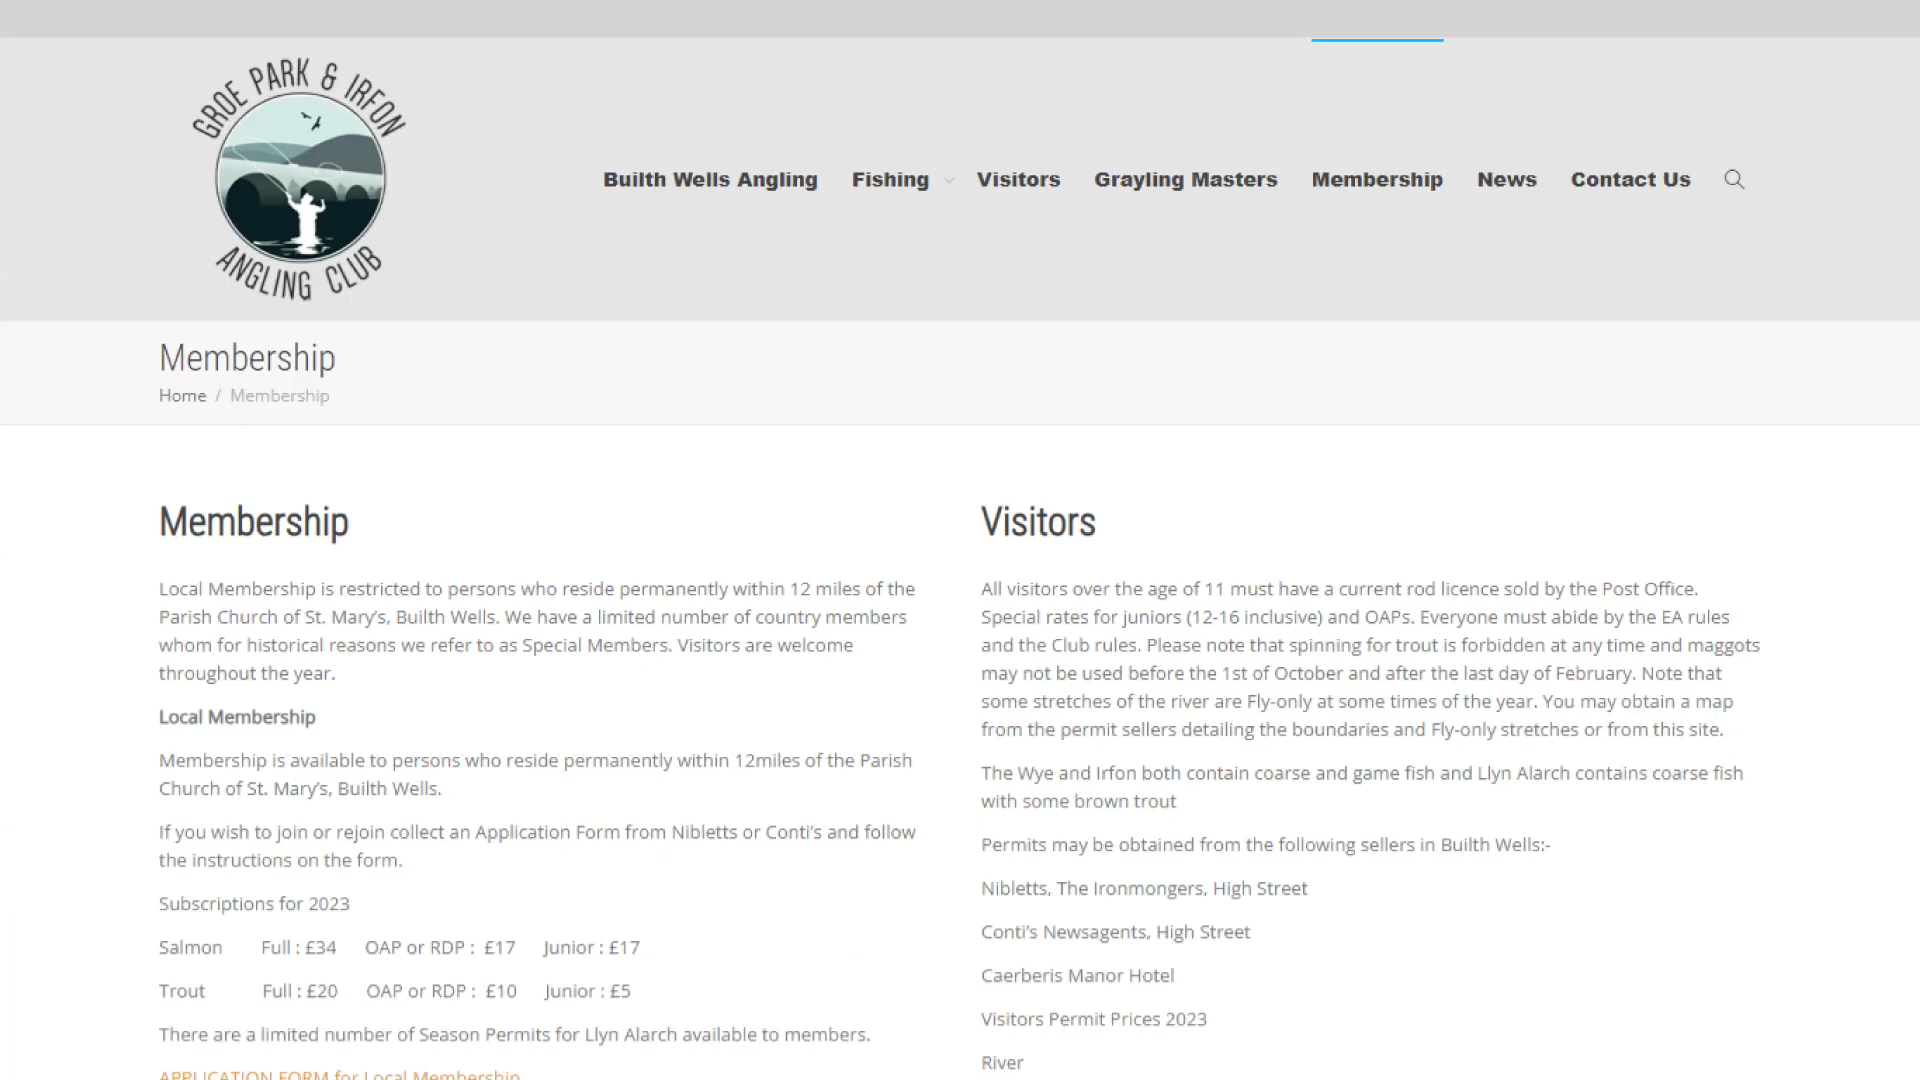 GROE PARK & IRFON
ANGLING CLUB
Builth Wells Angling
Fishing
Visitors
Grayling Masters
Membership
News
Contact Us
Membership
Home / Membership
Membership
Local Membership is restricted to persons who reside permanently within 12 miles of the
Parish Church of St. Mary’s, Builth Wells. We have a limited number of country members
whom for historical reasons we refer to as Special Members. Visitors are welcome
throughout the year.
Local Membership
Membership is available to persons who reside permanently within 12miles of the Parish
Church of St. Mary’s, Builth Wells.
If you wish to join or rejoin collect an Application Form from Nibletts or Conti’s and follow
the instructions on the form.
Subscriptions for 2023
Salmon Full : £34 OAP or RDP : £17 Junior : £17
Trout Full : £20 OAP or RDP : £10 Junior : £5
There are a limited number of Season Permits for Llyn Alarch available to members.
APPLICATION FORM for Local Membership
Visitors
All visitors over the age of 11 must have a current rod licence sold by the Post Office.
Special rates for juniors (12-16 inclusive) and OAPs. Everyone must abide by the EA rules
and the Club rules. Please note that spinning for trout is forbidden at any time and maggots
may not be used before the 1st of October and after the last day of February. Note that
some stretches of the river are Fly-only at some times of the year. You may obtain a map
from the permit sellers detailing the boundaries and Fly-only stretches or from this site.
The Wye and Irfon both contain coarse and game fish and Llyn Alarch contains coarse fish
with some brown trout
Permits may be obtained from the following sellers in Builth Wells:-
Nibletts, The Ironmongers, High Street
Conti’s Newsagents, High Street
Caerberis Manor Hotel
Visitors Permit Prices 2023
River